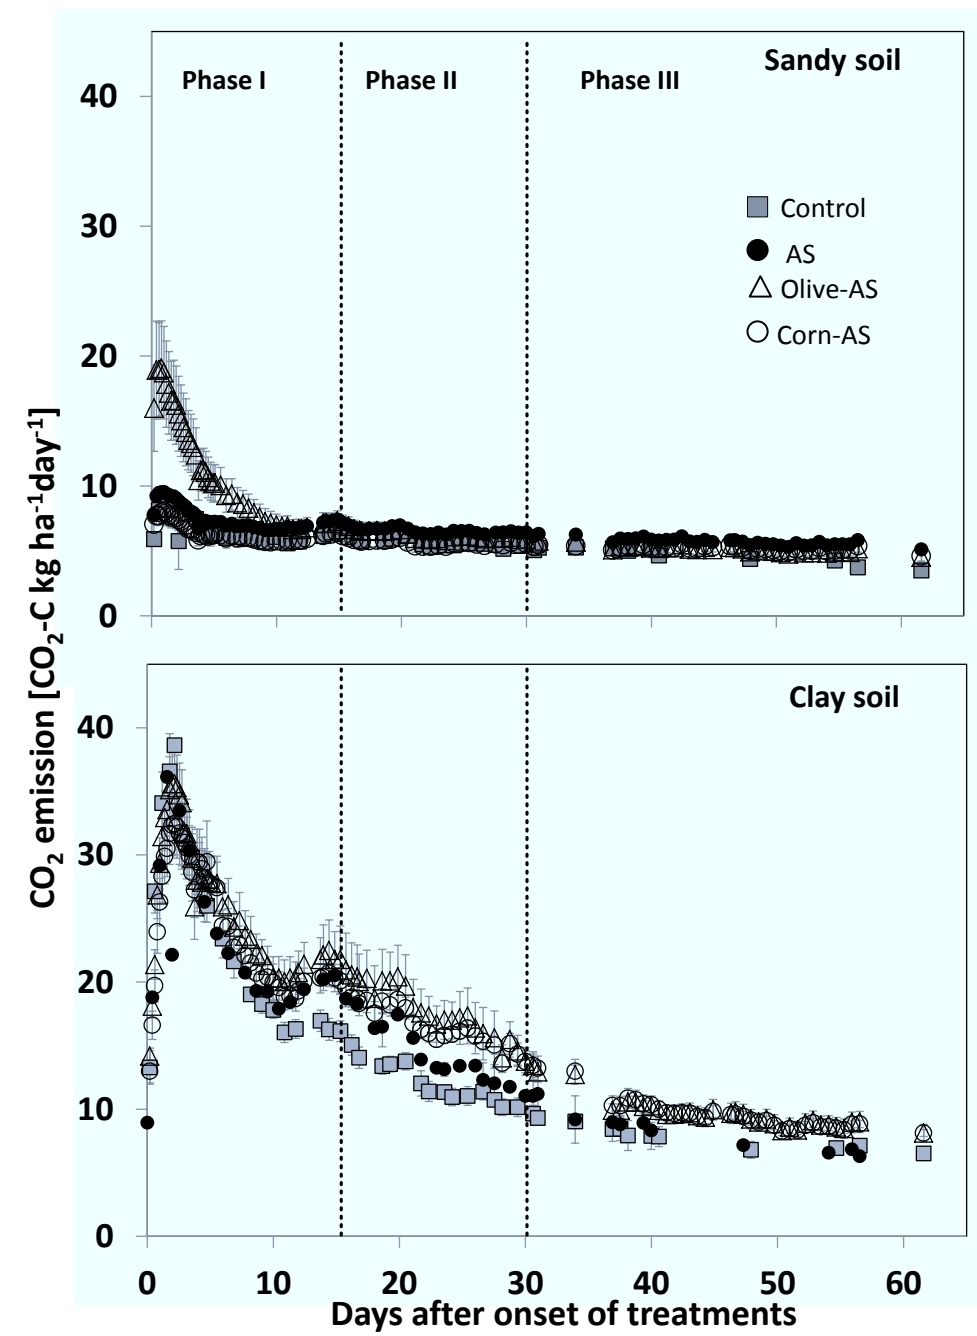 Sandy soil
Phase I Phase II Phase III
40
30
20
10
0
Control
AS
Olive-AS
Corn-AS
CO₂ emission [CO₂-C kg ha⁻¹day⁻¹]
Clay soil
40
30
20
10
0
0 10 20 30 40 50 60
Days after onset of treatments